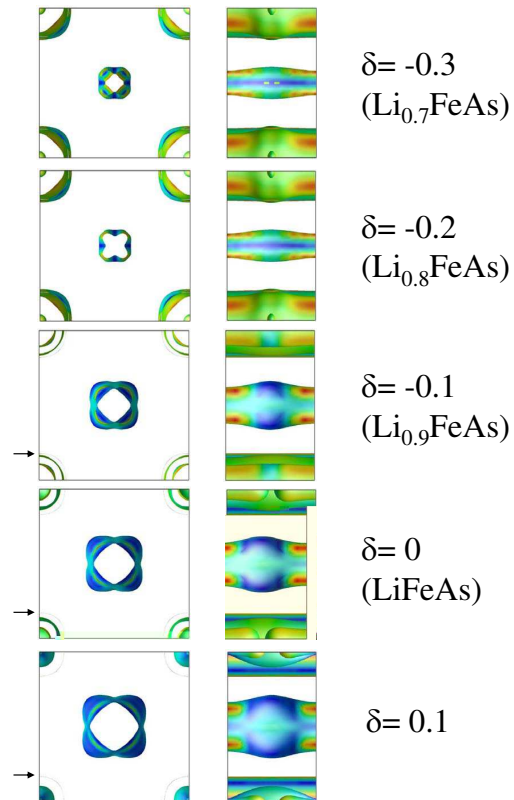 δ= -0.3
(Li₀.₇FeAs)
δ= -0.2
(Li₀.₈FeAs)
δ= -0.1
(Li₀.₉FeAs)
δ= 0
(LiFeAs)
δ= 0.1